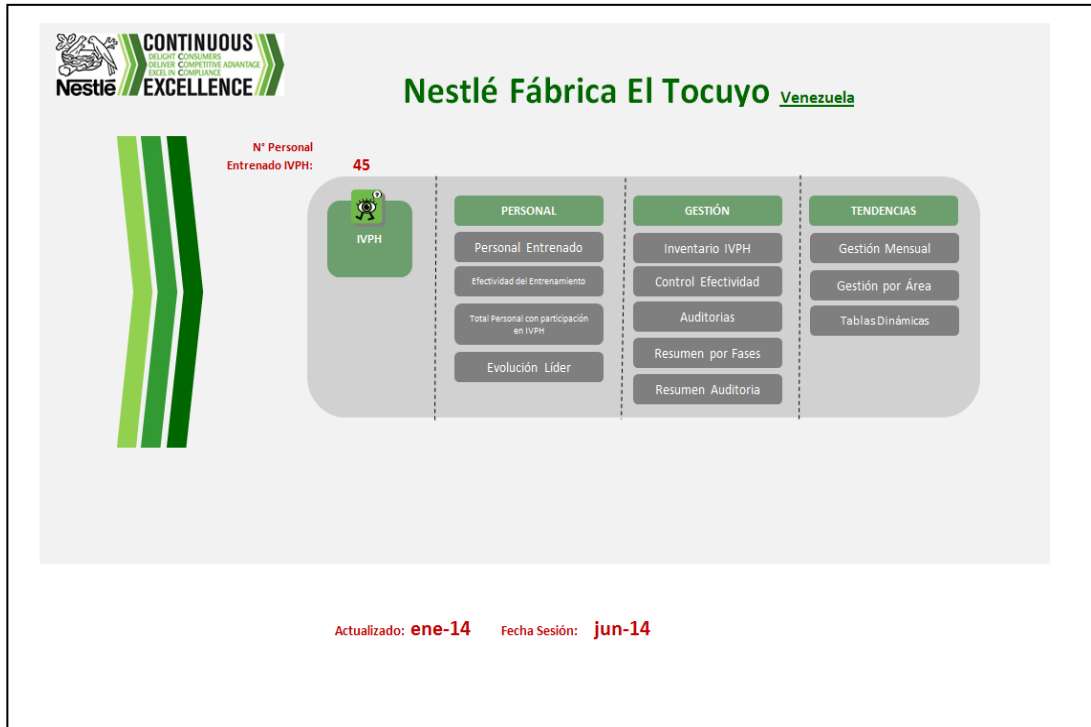 CONTINUOUS
DELIGHT CONSUMERS
DELIVER COMPETITIVE ADVANTAGE
EXCEL IN COMPLIANCE
EXCELLENCE
Nestlé
Nestlé Fábrica El Tocuyo Venezuela
N° Personal
Entrenado IVPH: 45
IVPH
PERSONAL
Personal Entrenado
Efectividad del Entrenamiento
Total Personal con participación
en IVPH
Evolución Líder
GESTIÓN
Inventario IVPH
Control Efectividad
Auditorias
Resumen por Fases
Resumen Auditoria
TENDENCIAS
Gestión Mensual
Gestión por Área
Tablas Dinámicas
Actualizado: ene-14 Fecha Sesión: jun-14